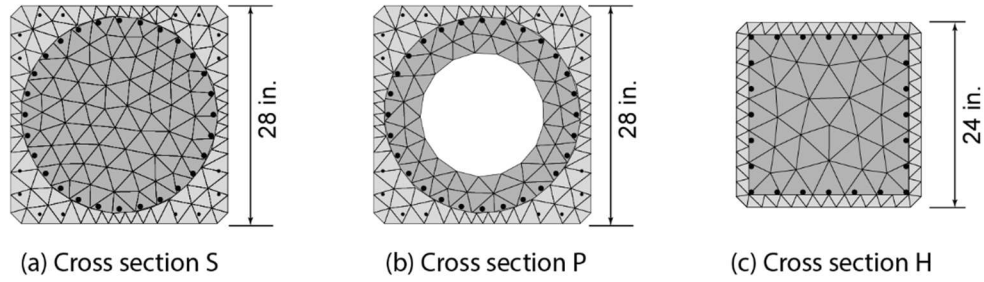 28 in.
28 in.
24 in.
(a) Cross section S
(b) Cross section P
(c) Cross section H